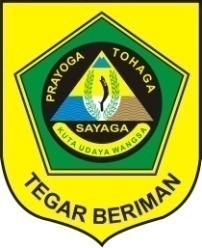 PRAYOGA TOHAGA
SAYAGA
KUTA UDAYA WANGSA
TEGAR BERIMAN